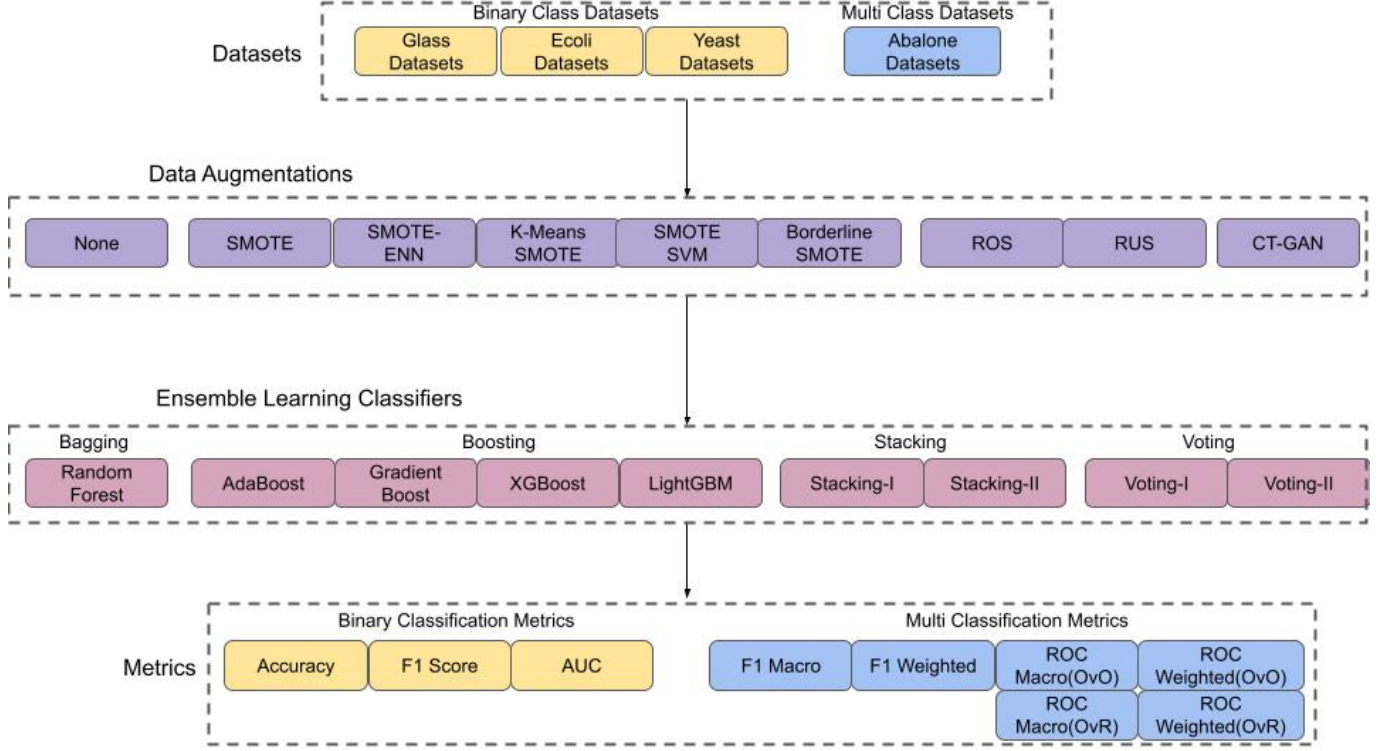 Binary Class Datasets
Multi Class Datasets
Datasets
Glass
Datasets
Ecoli
Datasets
Yeast
Datasets
Abalone
Datasets
Data Augmentations
None
SMOTE
SMOTE-
ENN
K-Means
SMOTE
SMOTE
SVM
Borderline
SMOTE
ROS
RUS
CT-GAN
Ensemble Learning Classifiers
Bagging
Boosting
Stacking
Voting
Random
Forest
AdaBoost
Gradient
Boost
XGBoost
LightGBM
Stacking-I
Stacking-II
Voting-I
Voting-II
Binary Classification Metrics
Multi Classification Metrics
Metrics
Accuracy
F1 Score
AUC
F1 Macro
F1 Weighted
ROC
Macro(OvO)
ROC
Weighted(OvO)
ROC
Macro(OvR)
ROC
Weighted(OvR)